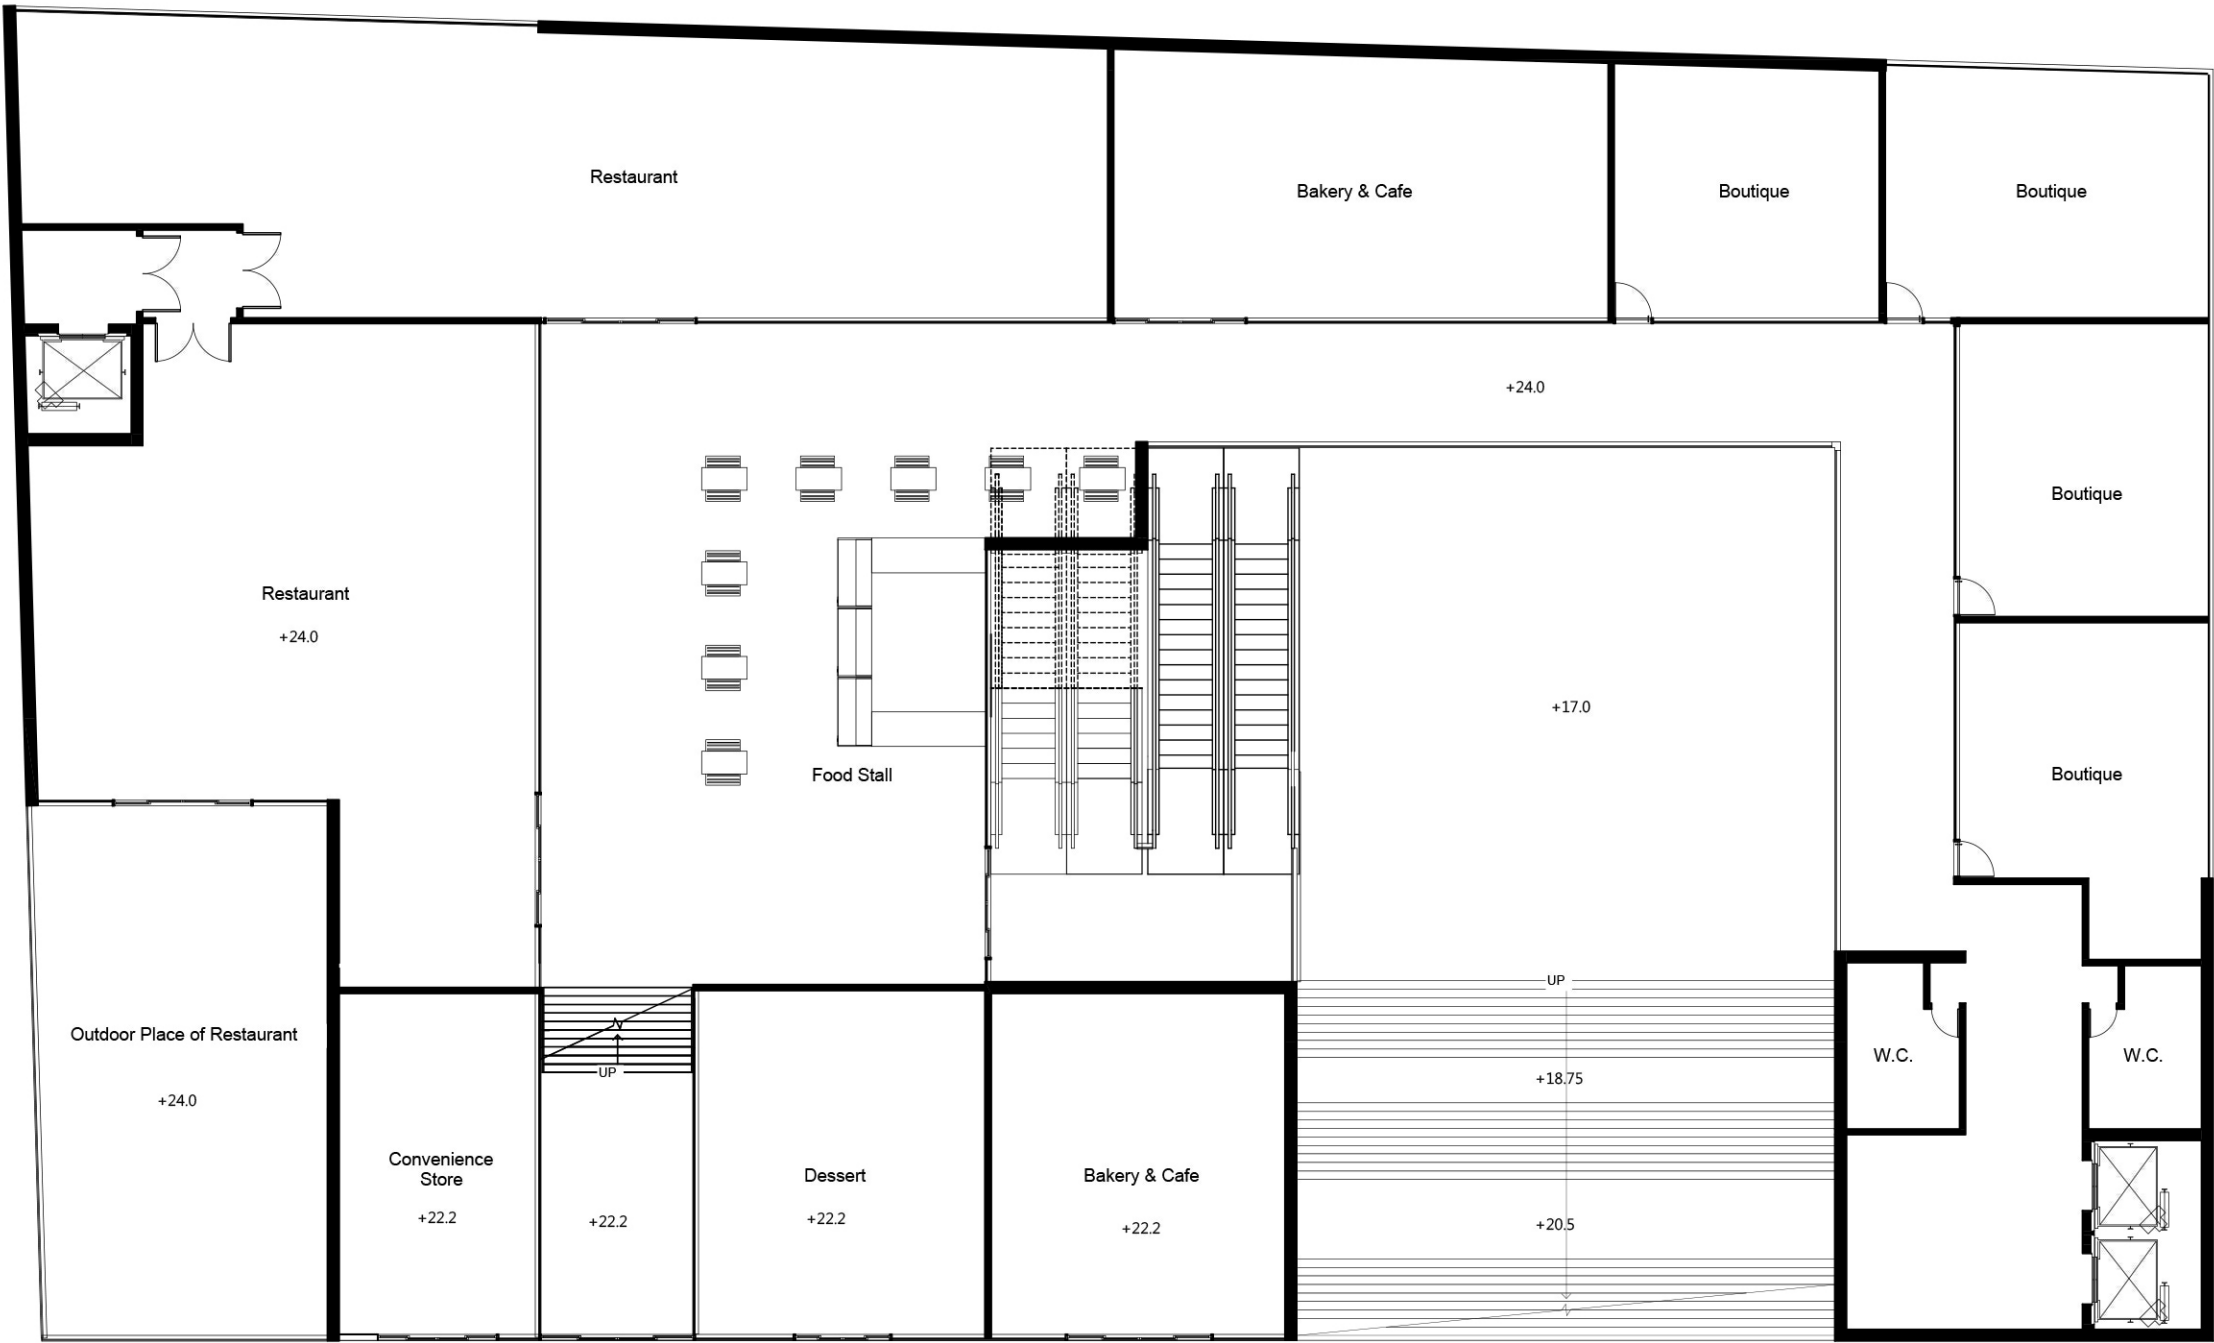 Restaurant
Bakery & Cafe
Boutique
Boutique
+24.0
Boutique
Restaurant
+24.0
+17.0
Food Stall
Boutique
UP
Outdoor Place of Restaurant
+24.0
UP
W.C.
W.C.
+18.75
Convenience
Store
+22.2
+22.2
Dessert
+22.2
Bakery & Cafe
+22.2
+20.5